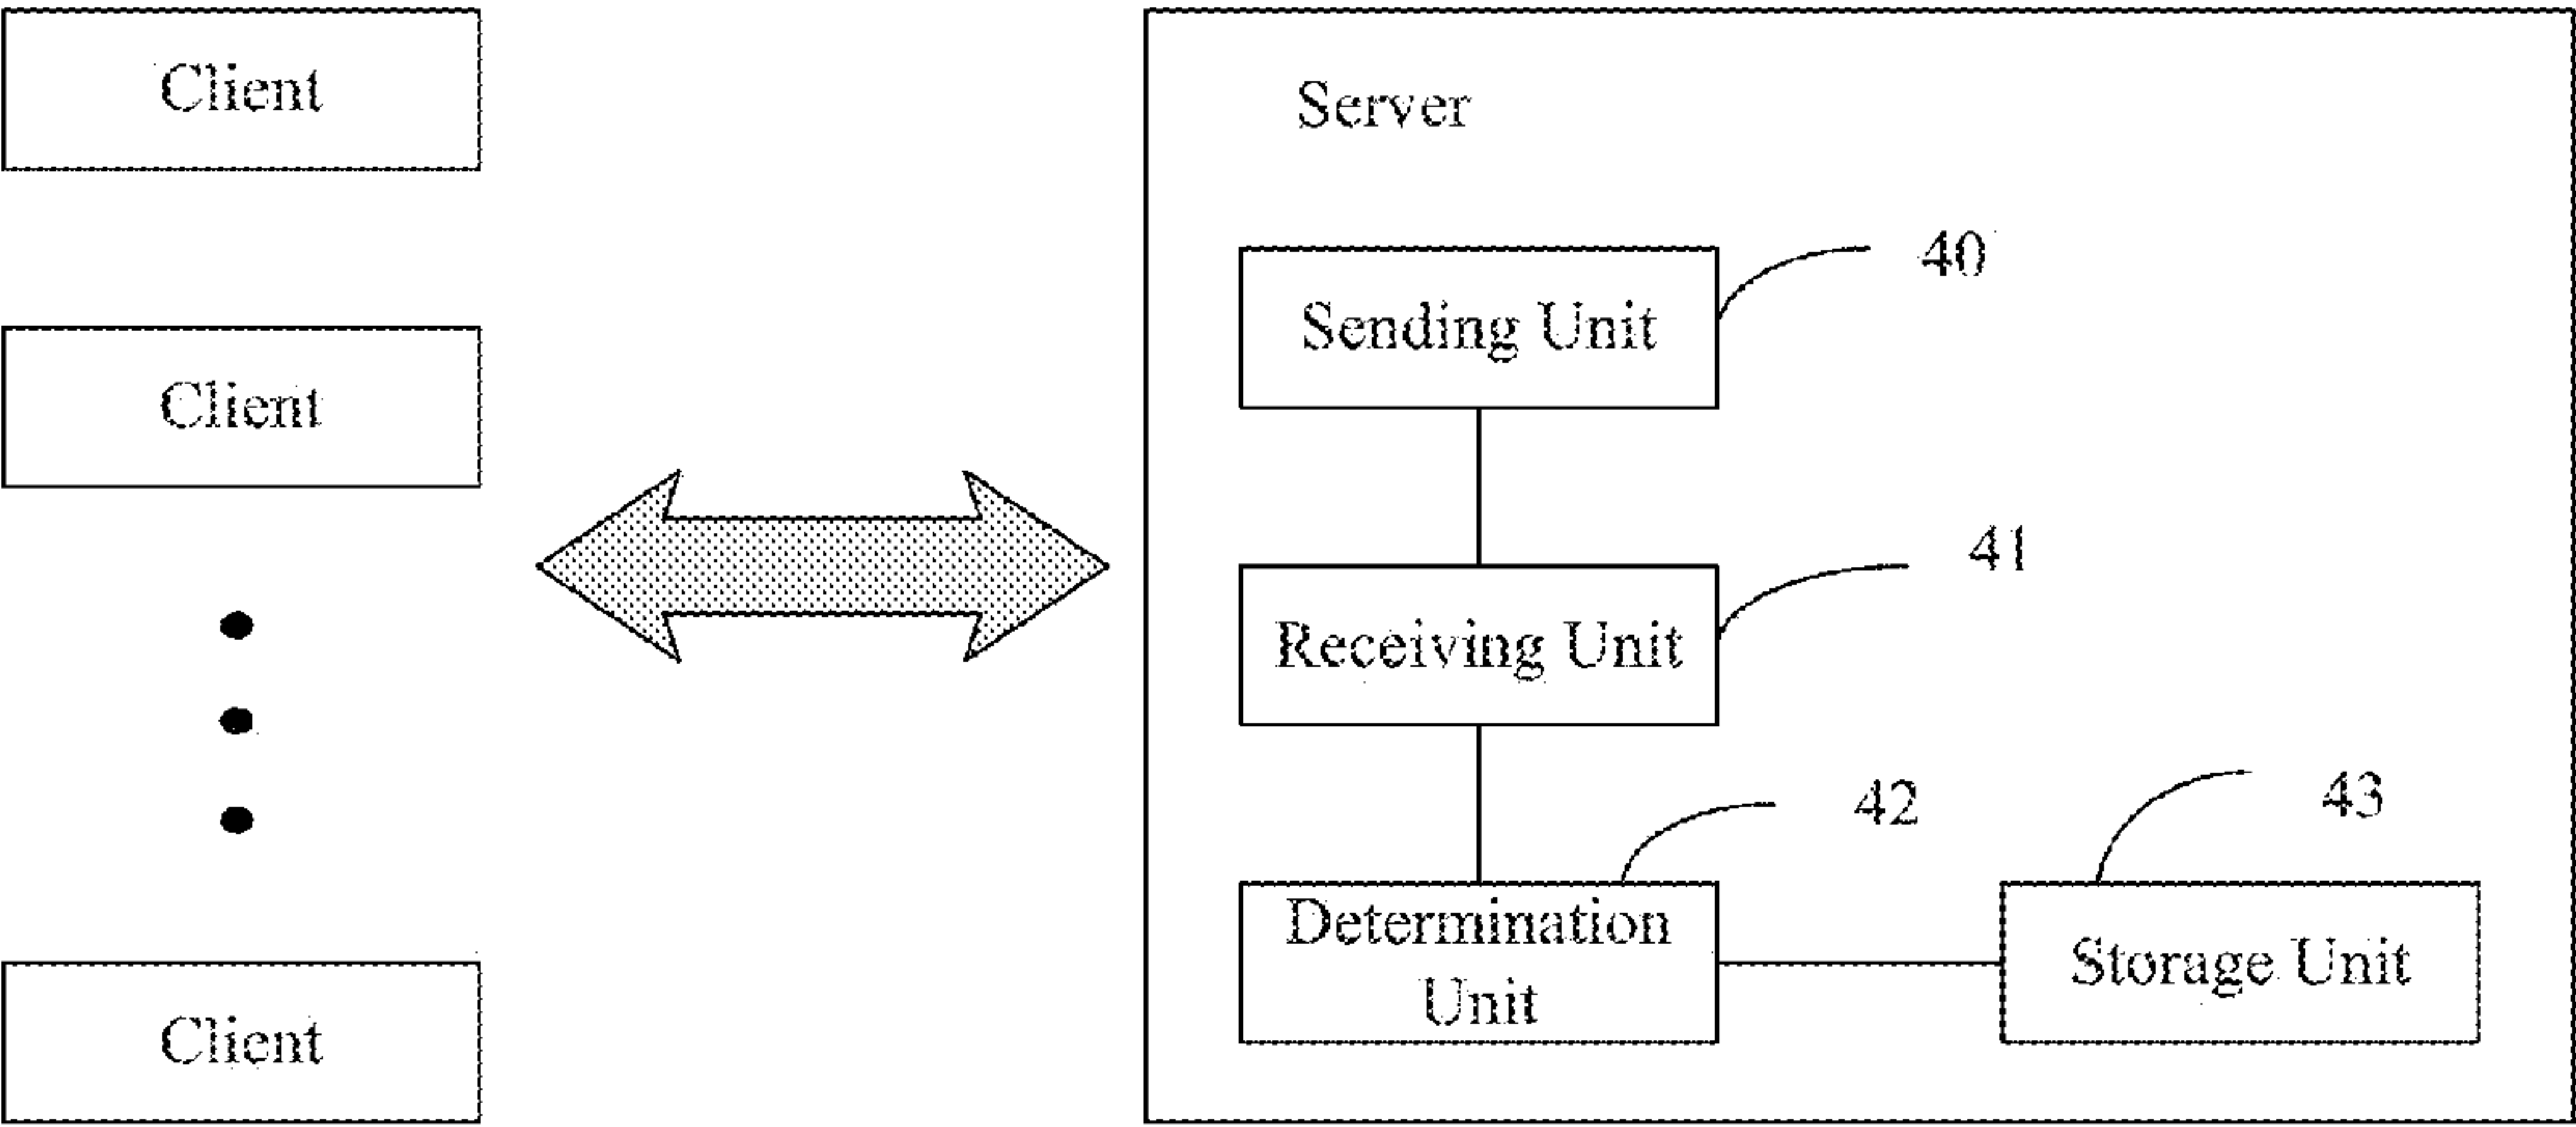 Client
Client
Client
Server
Sending Unit
40
Receiving Unit
41
Determination
Unit
42
Storage Unit
43